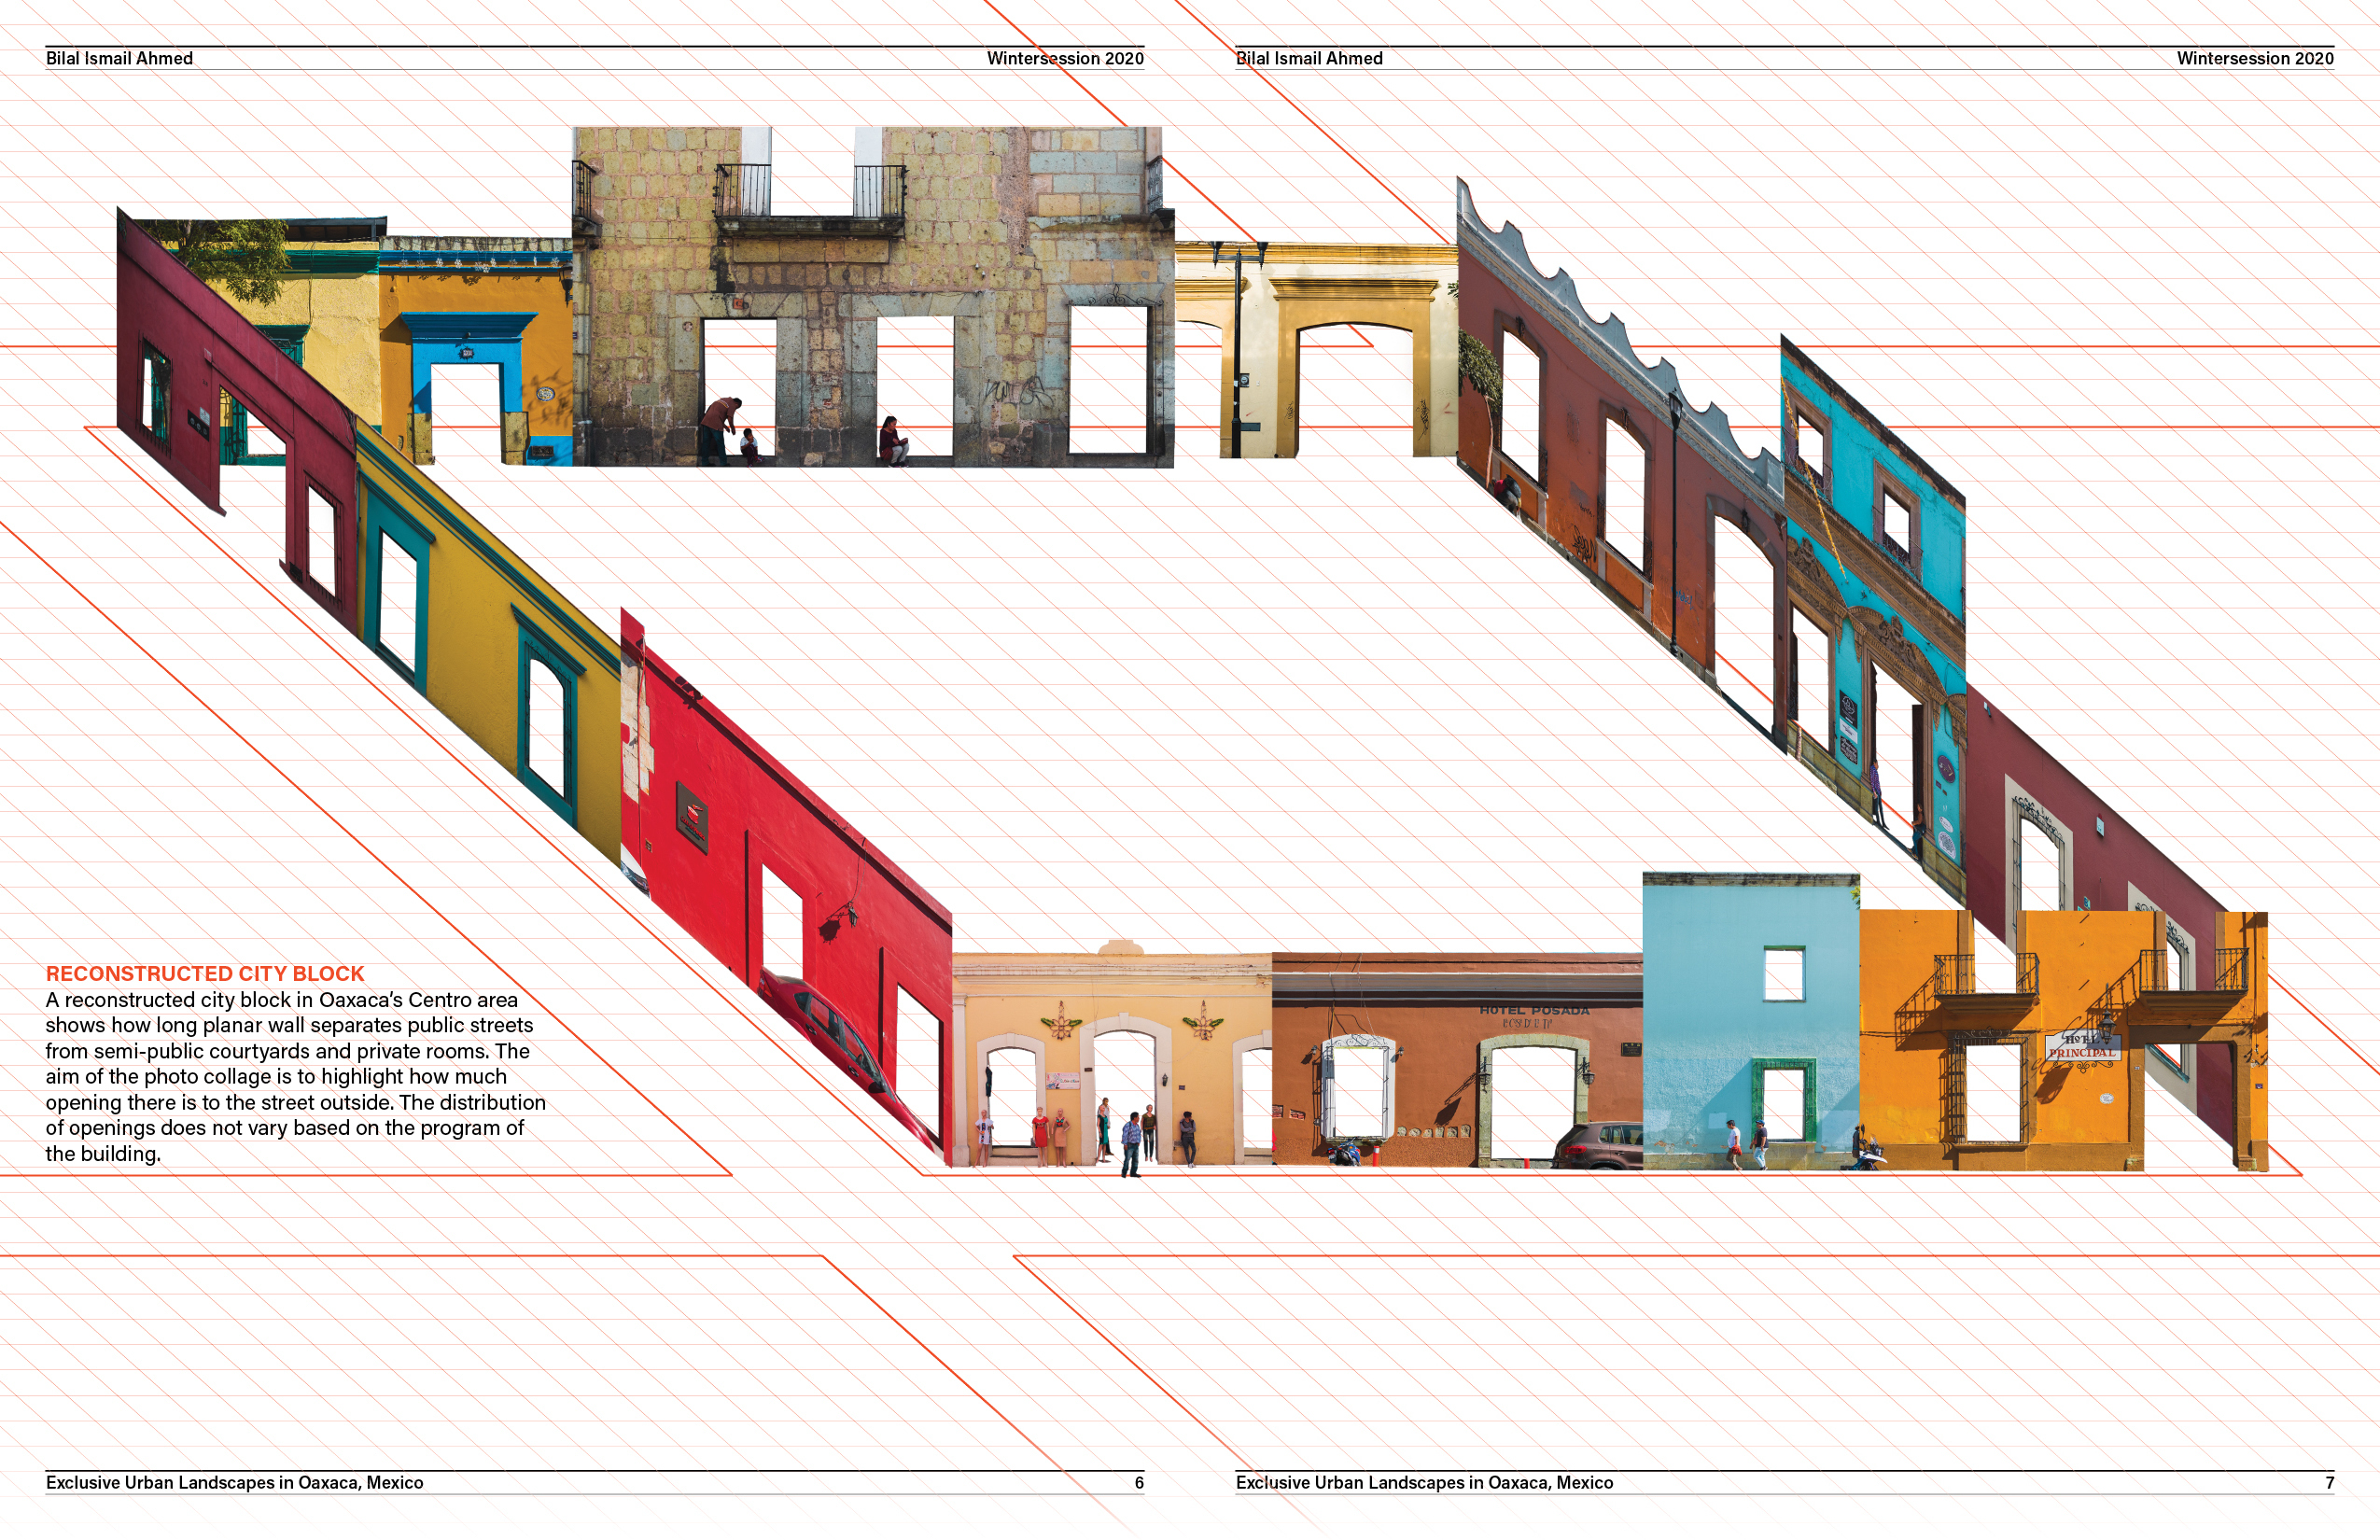 Bilal Ismail Ahmed
Wintersession 2020
Bilal Ismail Ahmed
Wintersession 2020
HOTEL POSADA
HOTEL
PRINCIPAL
RECONSTRUCTED CITY BLOCK
A reconstructed city block in Oaxaca’s Centro area
shows how long planar wall separates public streets
from semi-public courtyards and private rooms. The
aim of the photo collage is to highlight how much
opening there is to the street outside. The distribution
of openings does not vary based on the program of
the building.
Exclusive Urban Landscapes in Oaxaca, Mexico
6
Exclusive Urban Landscapes in Oaxaca, Mexico
7